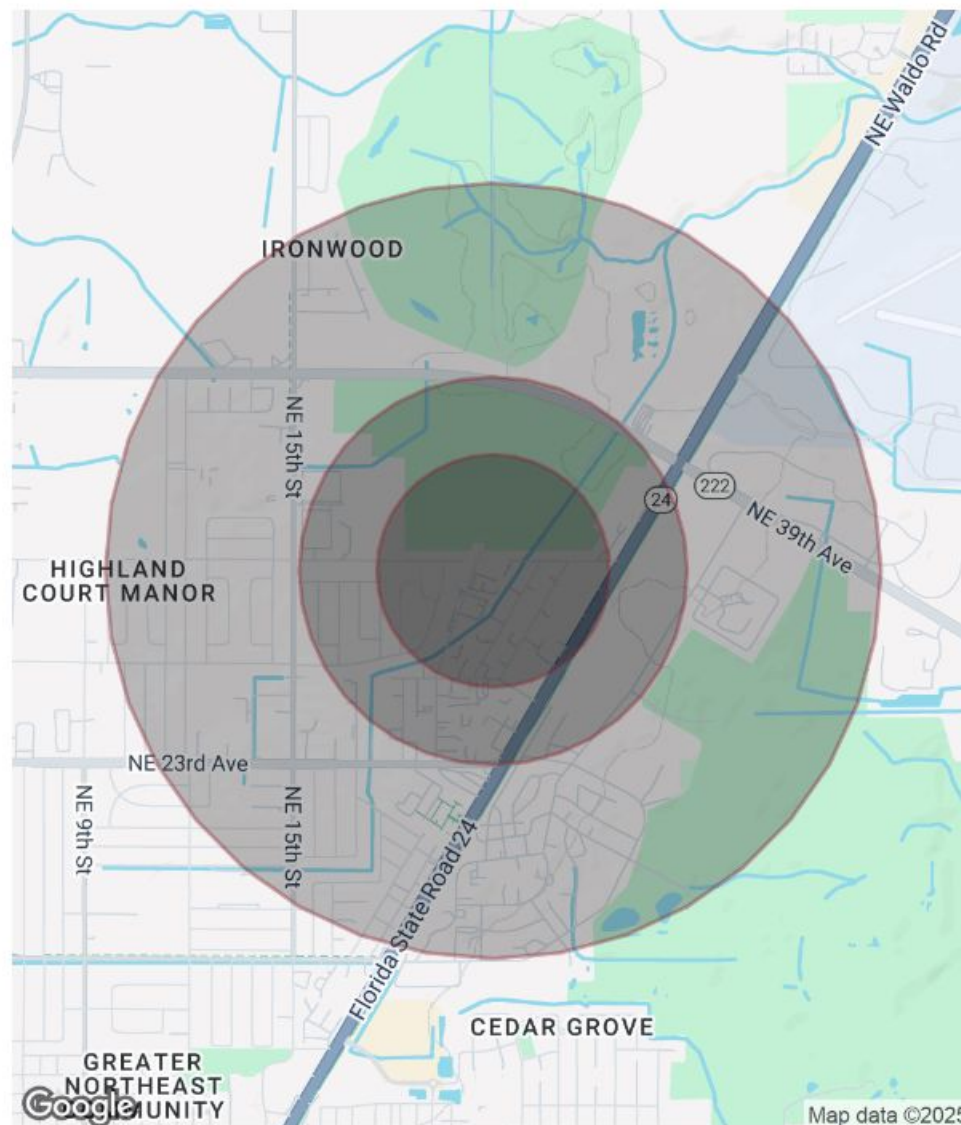 NE Waldo Rd
IRONWOOD
NE 15th St
24
222
NE 39th Ave
HIGHLAND
COURT MANOR
NE 23rd Ave
NE 9th St
NE 15th St
Florida State Road 24
CEDAR GROVE
GREATER
NORTHEAST
COMMUNITY
Google
Map data ©2025